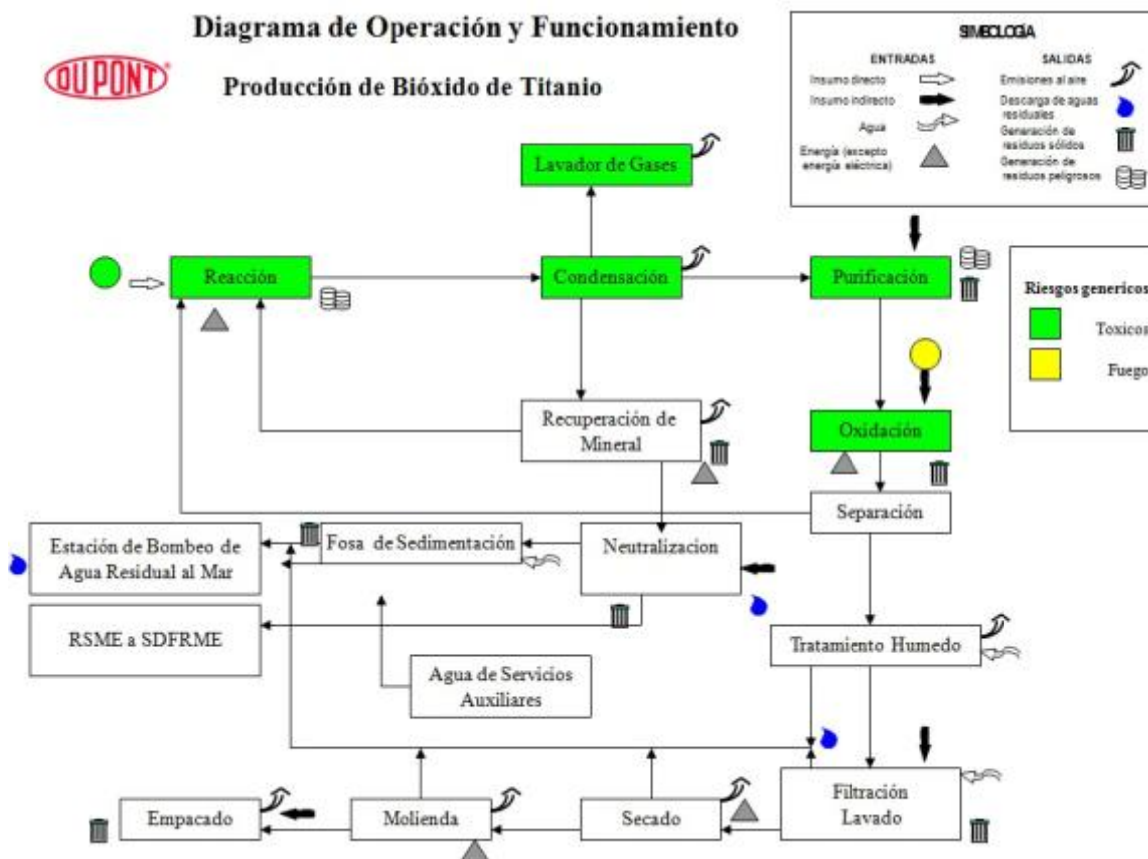 Diagrama de Operación y Funcionamiento
DUPONT
Producción de Bióxido de Titanio
SIMBOLOGÍA
ENTRADAS
SALIDAS
Insumo directo
Emisiones al aire
Insumo indirecto
Descarga de aguas
residuales
Agua
Generación de
residuos sólidos
Energía (excepto
energía eléctrica)
Generación de
residuos peligrosos
Lavador de Gases
Reacción
Condensación
Purificación
Riesgos genericos
Toxicos
Fuego
Recuperación de
Mineral
Oxidación
Separación
Estación de Bombeo de
Agua Residual al Mar
Fosa de Sedimentación
Neutralizacion
RSME a SDFRME
Tratamiento Humedo
Agua de Servicios
Auxiliares
Empacado
Molienda
Secado
Filtración
Lavado